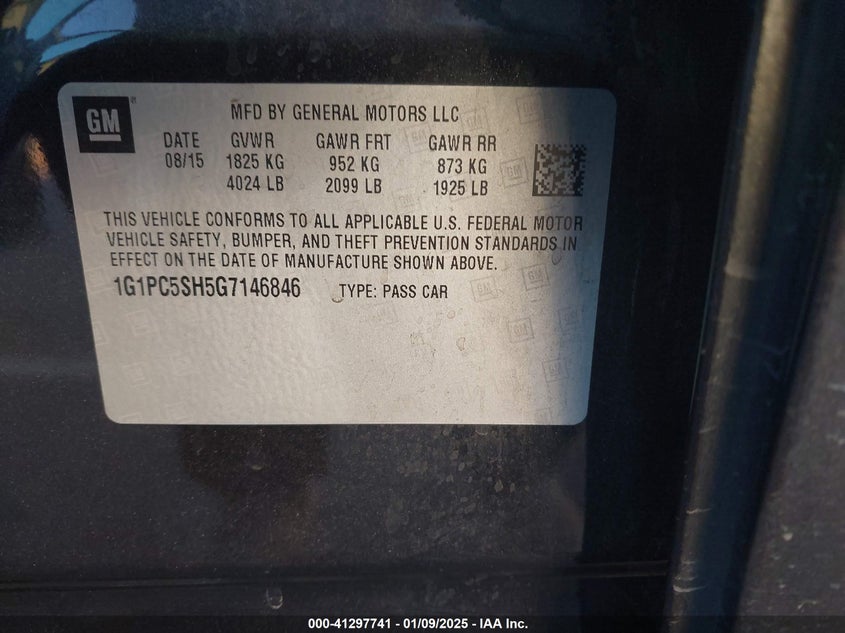 GM
MFD BY GENERAL MOTORS LLC
DATE GVWR GAWR FRT GAWR RR
08/15 1825 KG 952 KG 873 KG
4024 LB 2099 LB 1925 LB
THIS VEHICLE CONFORMS TO ALL APPLICABLE U.S. FEDERAL MOTOR
VEHICLE SAFETY, BUMPER, AND THEFT PREVENTION STANDARDS IN
EFFECT ON THE DATE OF MANUFACTURE SHOWN ABOVE.
1G1PC5SH5G7146846 TYPE: PASS CAR
000-41297741 - 01/09/2025 - IAA Inc.